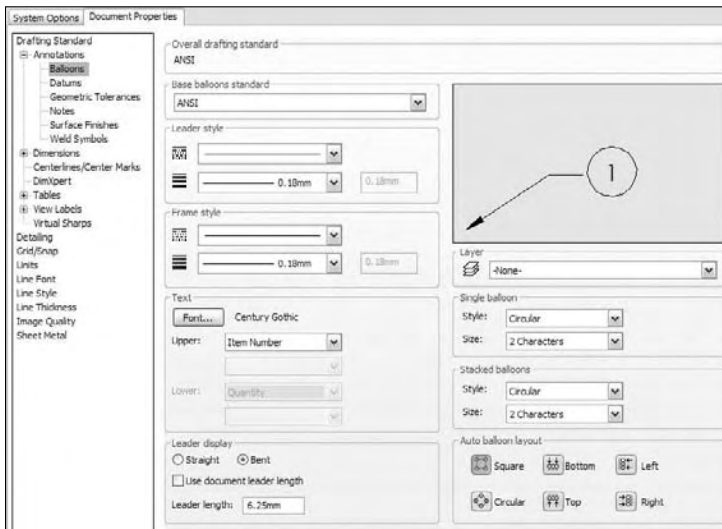 System Options
Document Properties
Drafting Standard
Annotations
Balloons
Datums
Geometric Tolerances
Notes
Surface Finishes
Weld Symbols
Dimensions
Centerlines/Center Marks
DimXpert
Tables
View Labels
Virtual Sharps
Detailing
Grid/Snap
Units
Line Font
Line Style
Line Thickness
Image Quality
Sheet Metal
Overall drafting standard
ANSI
Base balloons standard
ANSI
Leader style
0.18mm
0.18mm
Frame style
0.18mm
0.18mm
Text
Font...
Century Gothic
Upper:
Item Number
Lower:
Quantity
Leader display
Straight
Bent
Use document leader length
Leader length:
6.25mm
1
Layer
-None-
Single balloon
Style:
Circular
Size:
2 Characters
Stacked balloons
Style:
Circular
Size:
2 Characters
Auto balloon layout
Square
Bottom
Left
Circular
Top
Right